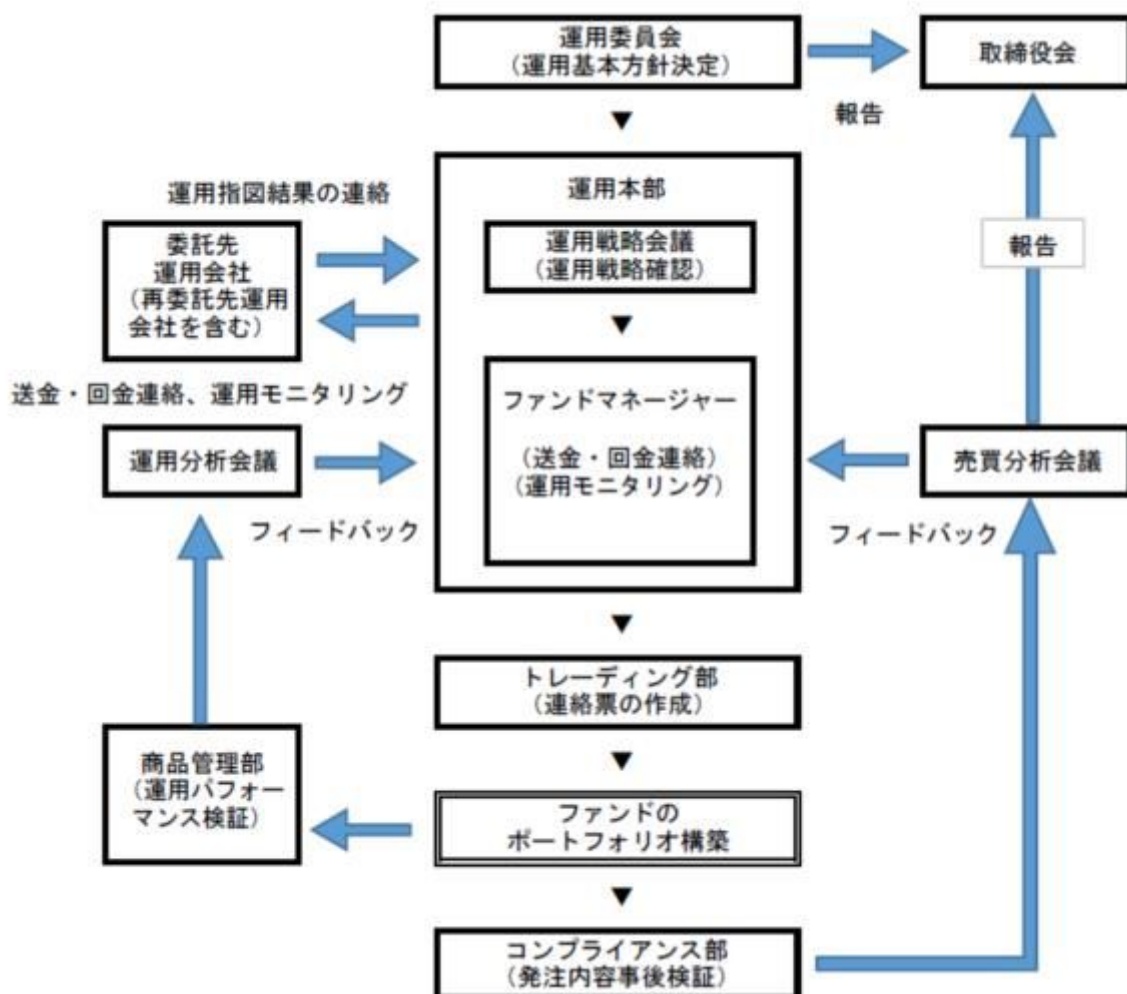 運用委員会
（運用基本方針決定）
取締役会
▼
報告
運用本部
運用指図結果の連絡
委託先
運用会社
（再委託先運用
会社を含む）
運用戦略会議
（運用戦略確認）
報告
▼
送金・回金連絡、運用モニタリング
ファンドマネージャー
（送金・回金連絡）
（運用モニタリング）
運用分析会議
売買分析会議
フィードバック
フィードバック
▼
トレーディング部
（連絡票の作成）
▼
商品管理部
（運用パフォー
マンス検証）
ファンドの
ポートフォリオ構築
▼
コンプライアンス部
（発注内容事後検証）